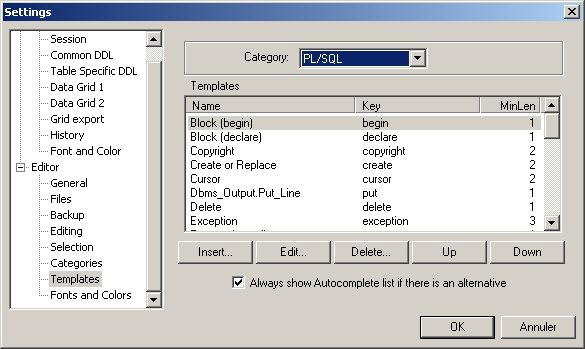 Settings
Session
Common DDL
Table Specific DDL
Data Grid 1
Data Grid 2
Grid export
History
Font and Color
Editor
General
Files
Backup
Editing
Selection
Categories
Templates
Fonts and Colors
Category: PL/SQL
Templates
Name Key MinLen
Block (begin) begin 1
Block (declare) declare 1
Copyright copyright 2
Create or Replace create 2
Cursor cursor 2
Dbms_Output.Put_Line put 1
Delete delete 1
Exception exception 3
Insert... Edit... Delete... Up Down
Always show Autocomplete list if there is an alternative
OK Annuler